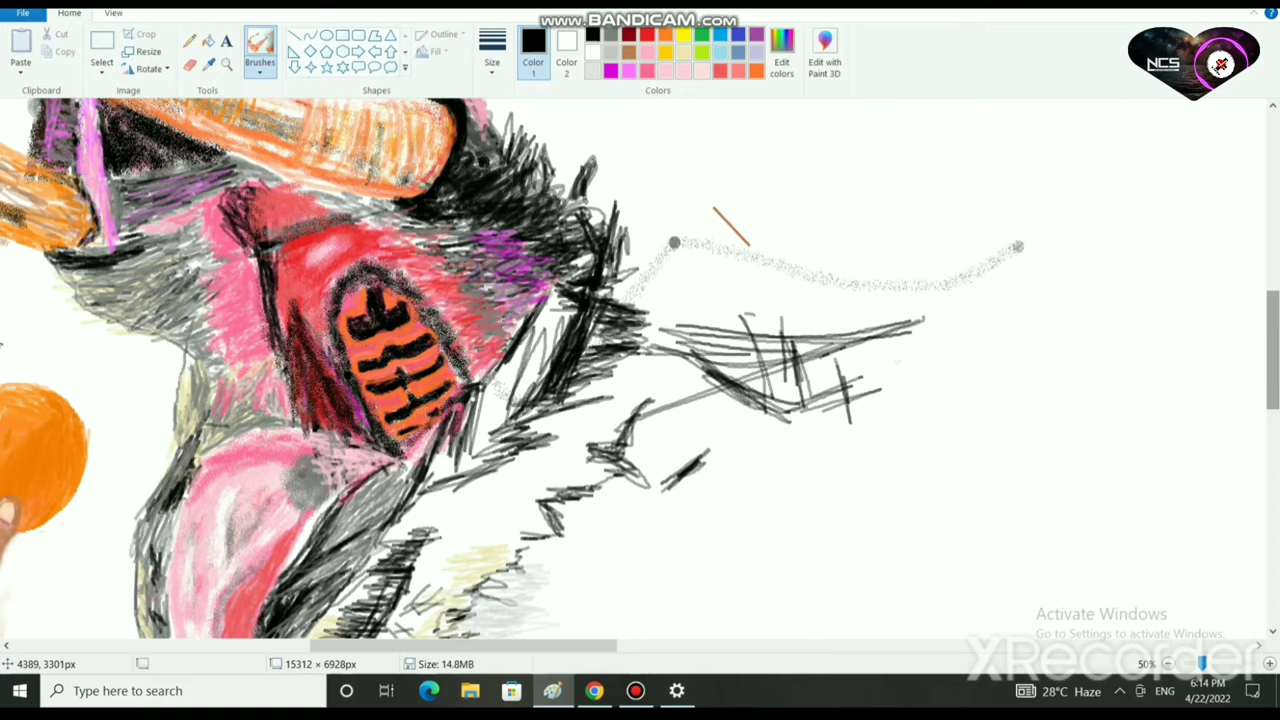 www.BANDICAM.com
File Home View
Cut
Copy
Paste
Clipboard
Select
Crop
Resize
Rotate
Image
A
Tools
Brushes
Outline
Fill
Shapes
Size
Color 1
Color 2
Edit colors
Edit with Paint 3D
Colors
NCS
Activate Windows
Go to Settings to activate Windows.
XRecorder
4389, 3301px
15312 × 6928px
Size: 14.8MB
50%
Type here to search
28°C Haze
ENG
6:14 PM
4/22/2022